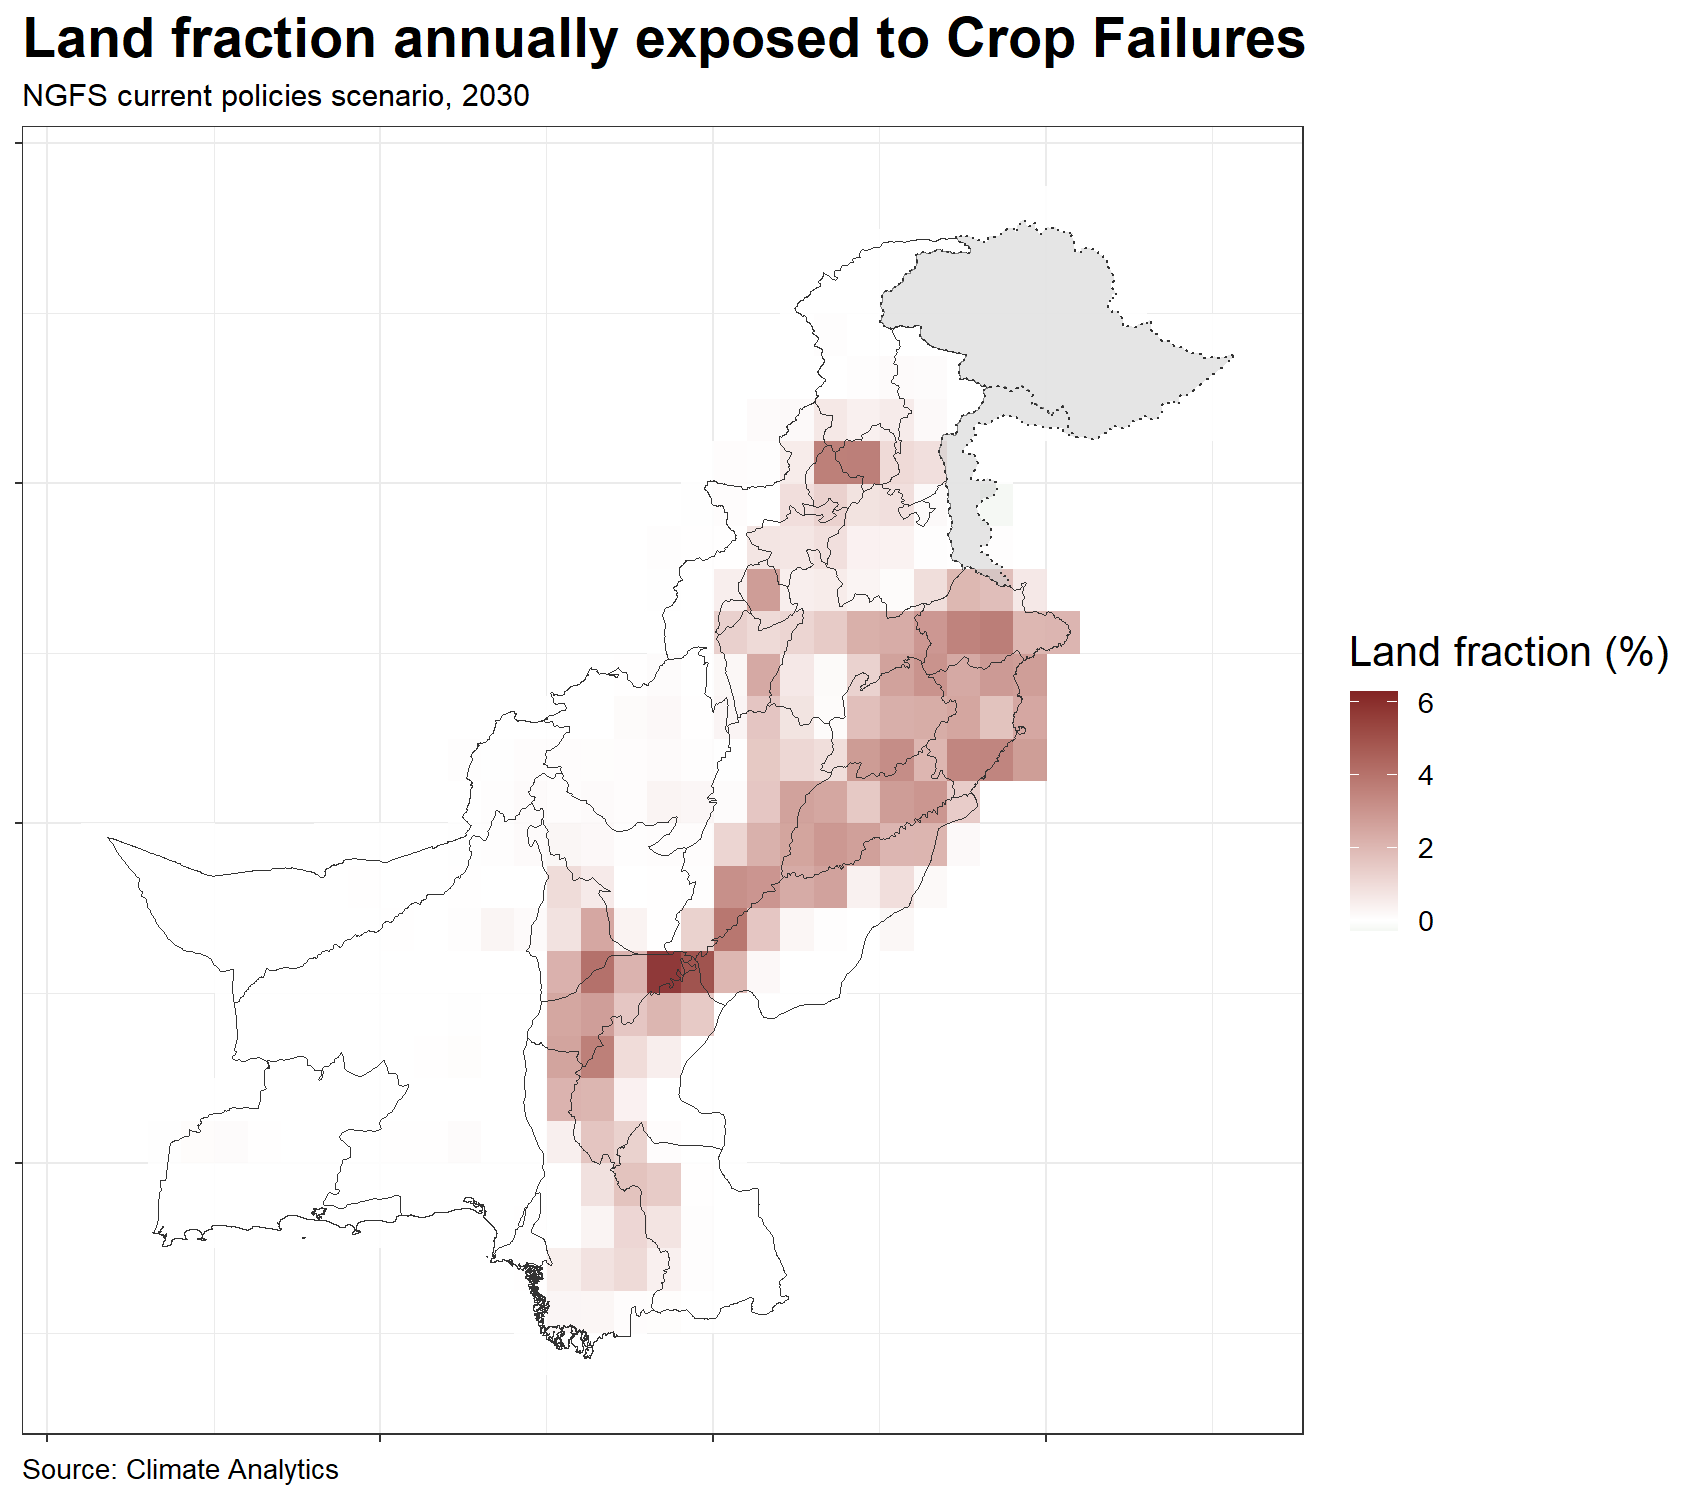 Land fraction annually exposed to Crop Failures
NGFS current policies scenario, 2030
Land fraction (%)
6
4
2
0
Source: Climate Analytics